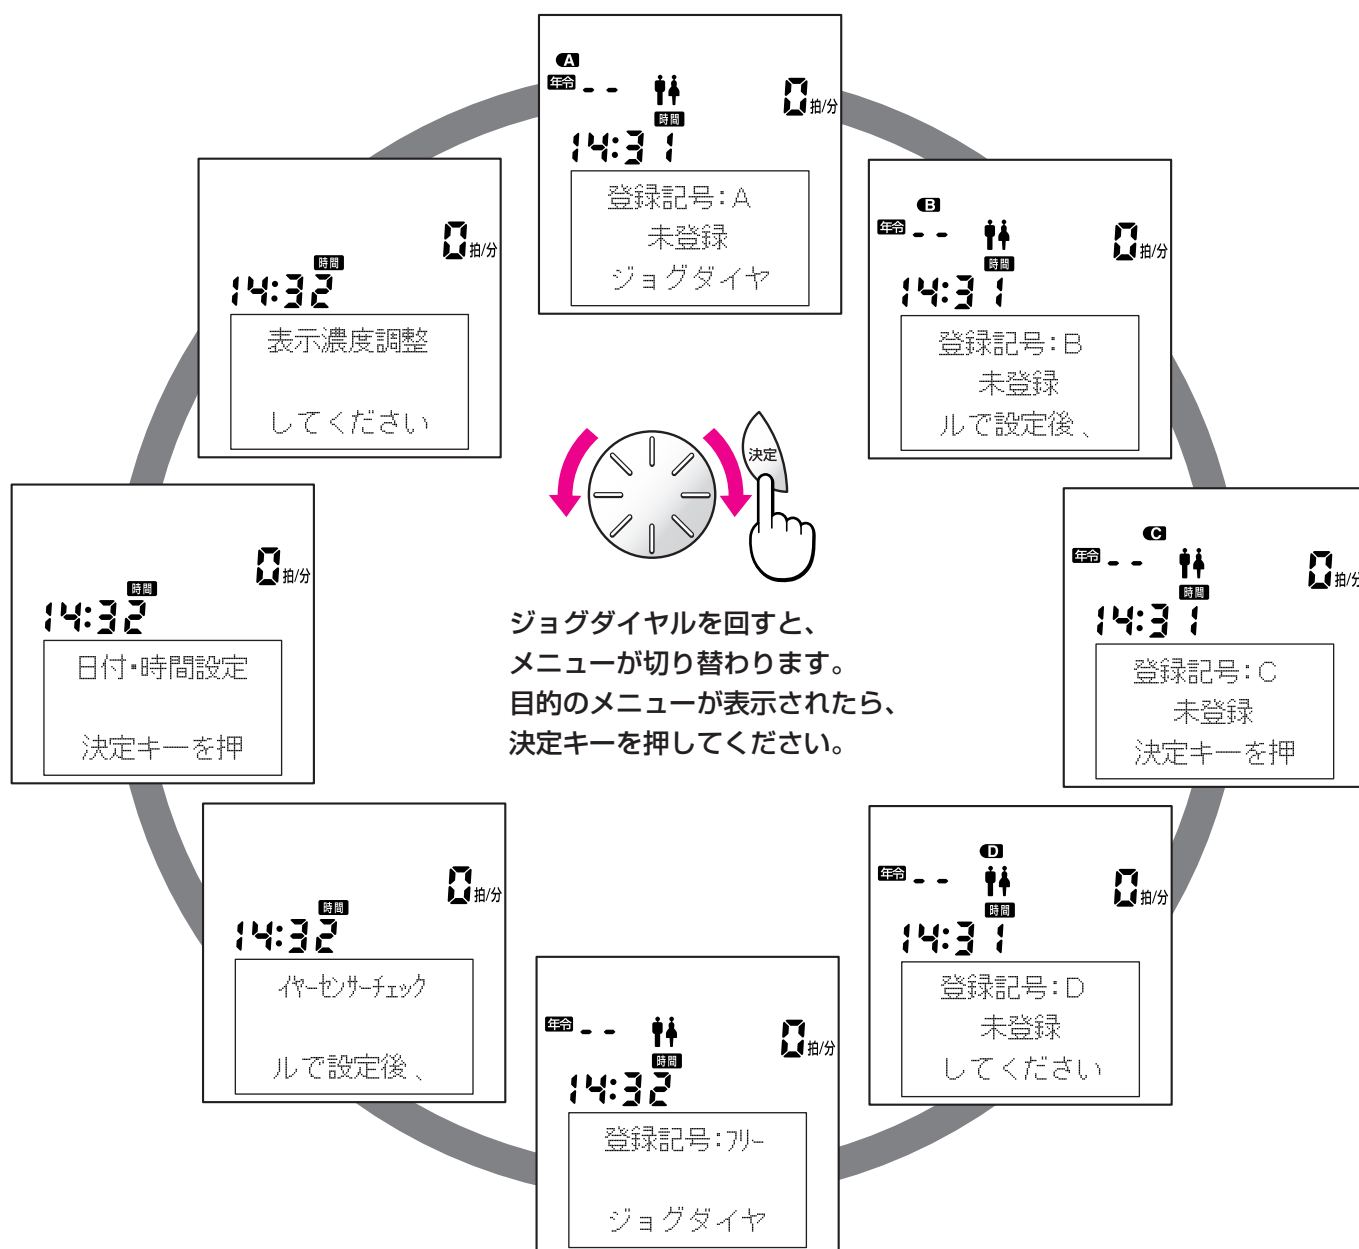 A
年令 - - 0 拍/分
時間
14:31
登録記号:A
未登録
ジョグダイヤ
B
年令 - - 0 拍/分
時間
14:31
登録記号:B
未登録
ルで設定後、
C
年令 - - 0 拍/分
時間
14:31
登録記号:C
未登録
決定キーを押
D
年令 - - 0 拍/分
時間
14:31
登録記号:D
未登録
してください
年令 - - 0 拍/分
時間
14:32
登録記号:フリー
ジョグダイヤ
0 拍/分
時間
14:32
イヤーセンサーチェック
ルで設定後、
0 拍/分
時間
14:32
日付・時間設定
決定キーを押
0 拍/分
時間
14:32
表示濃度調整
してください
決定
ジョグダイヤルを回すと、
メニューが切り替わります。
目的のメニューが表示されたら、
決定キーを押してください。